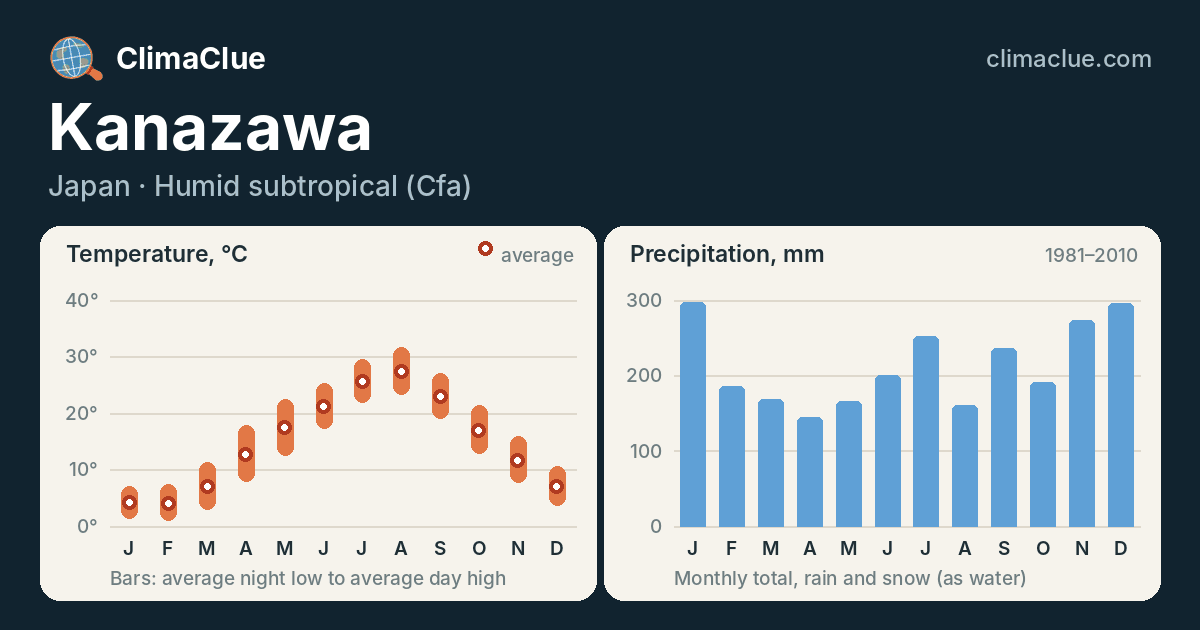 ClimaClue
climaclue.com
Kanazawa
Japan · Humid subtropical (Cfa)
Temperature, °C
average
40°
30°
20°
10°
0°
J F M A M J J A S O N D
Bars: average night low to average day high
Precipitation, mm
1981–2010
300
200
100
0
J F M A M J J A S O N D
Monthly total, rain and snow (as water)